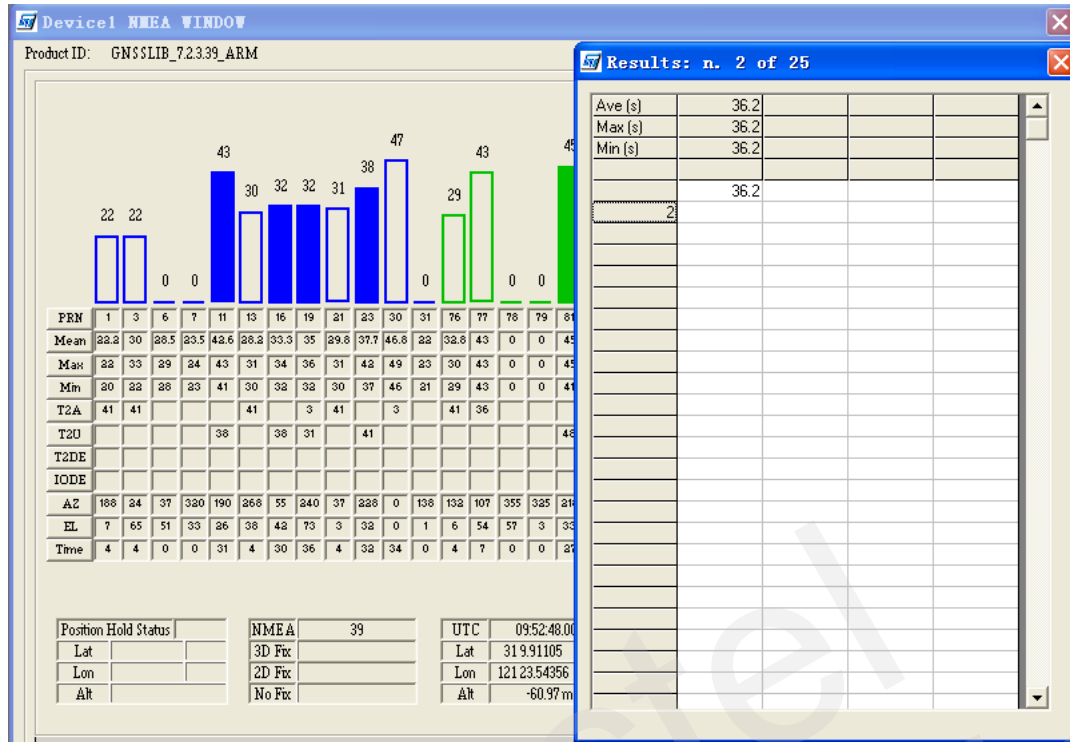 Device1 NMEA WINDOW
Product ID: GNSSLIB_7.2.3.39_ARM
47
43 43 45
38
30 32 32 31 29
22 22
0 0 0 0 0
PRN 1 3 6 7 11 13 16 19 21 23 30 31 76 77 78 79 81
Mean 22.2 30 28.5 23.5 42.6 28.2 33.3 35 29.8 37.7 46.8 22 32.8 43 0 0 45
Max 22 33 29 24 43 31 34 36 31 42 49 23 30 43 0 0 45
Min 20 22 28 23 41 30 32 32 30 37 46 21 29 43 0 0 41
T2A 41 41 41 3 41 3 41 36
T2U 38 38 31 41 48
T2DE
IODE
AZ 188 24 37 320 190 268 55 240 37 228 0 138 132 107 355 325 218
EL 7 65 51 33 26 38 42 73 3 32 0 1 6 54 57 3 33
Time 4 4 0 0 31 4 30 36 4 32 34 0 4 7 0 0 27
Position Hold Status
Lat
Lon
Alt
NMEA 39
3D Fix
2D Fix
No Fix
UTC 09:52:48.00
Lat 31 9.91105
Lon 121 23.54356
Alt -60.97 m
Results: n. 2 of 25
Ave (s) 36.2
Max (s) 36.2
Min (s) 36.2
36.2
2